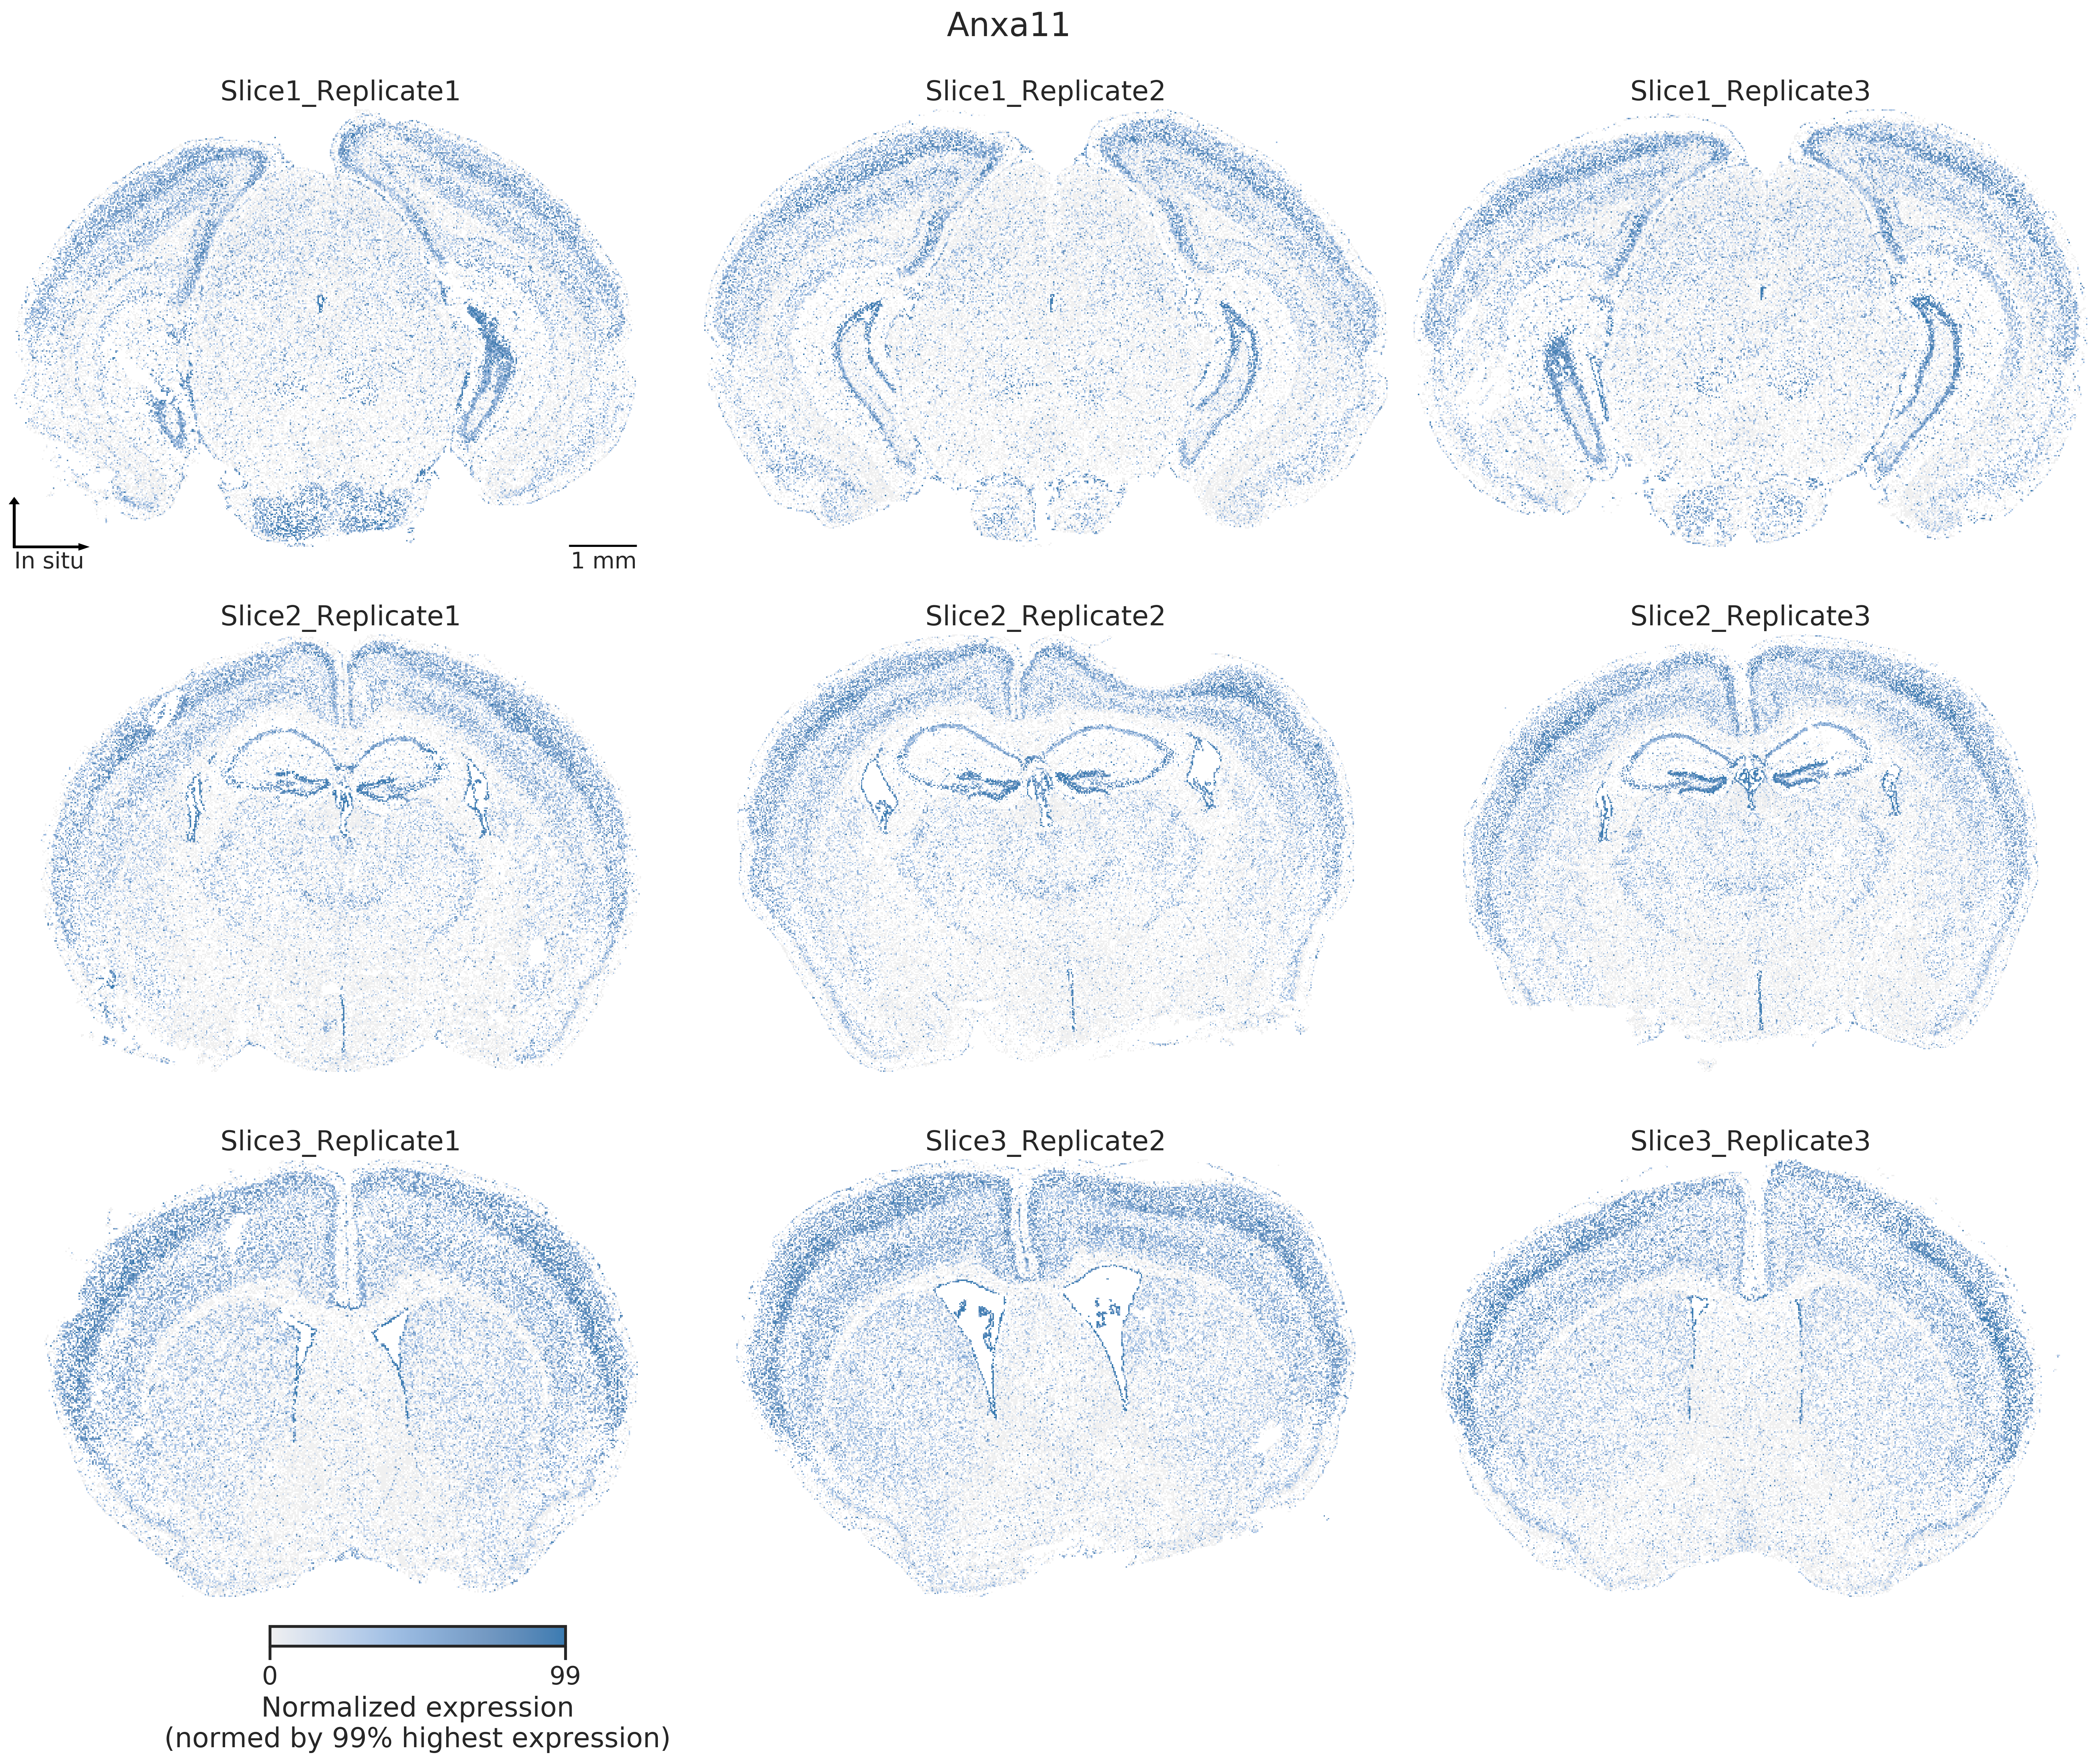 Anxa11
Slice1_Replicate1
Slice1_Replicate2
Slice1_Replicate3
In situ
1 mm
Slice2_Replicate1
Slice2_Replicate2
Slice2_Replicate3
Slice3_Replicate1
Slice3_Replicate2
Slice3_Replicate3
0
99
Normalized expression
(normed by 99% highest expression)